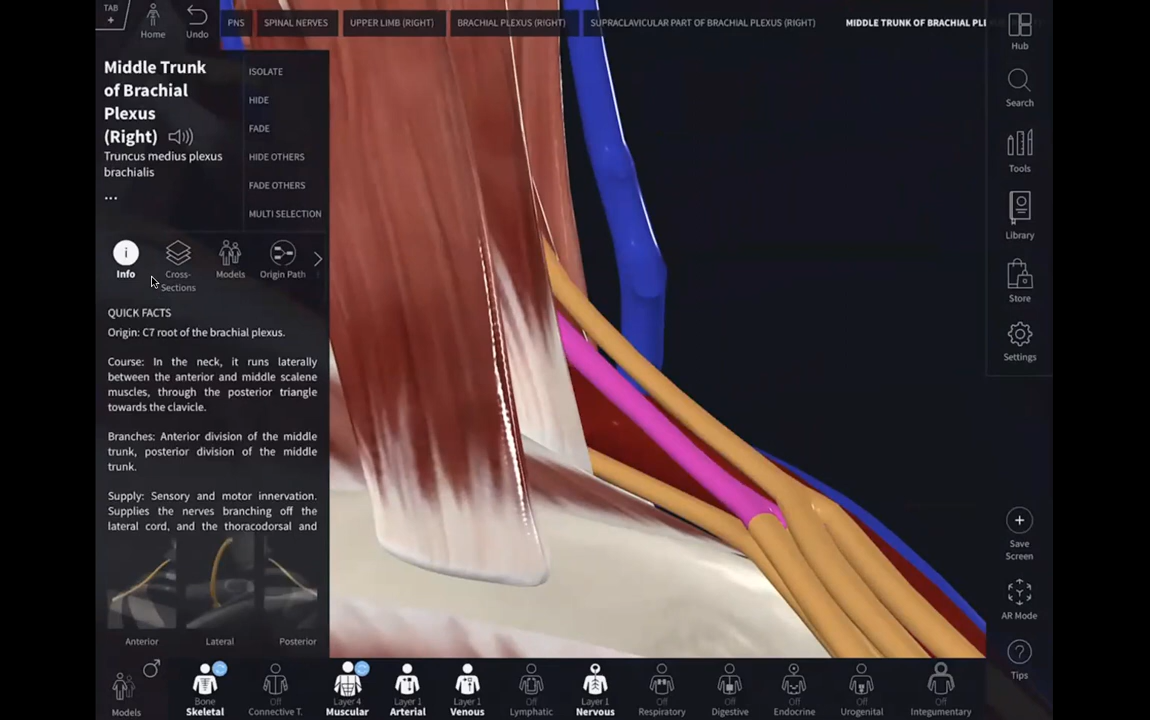 TAB
+
Home
Undo
PNS
SPINAL NERVES
UPPER LIMB (RIGHT)
BRACHIAL PLEXUS (RIGHT)
SUPRACLAVICULAR PART OF BRACHIAL PLEXUS (RIGHT)
MIDDLE TRUNK OF BRACHIAL PLE
Middle Trunk
of Brachial
Plexus
(Right)
Truncus medius plexus
brachialis
...
ISOLATE
HIDE
FADE
HIDE OTHERS
FADE OTHERS
MULTI SELECTION
Info
Cross-
Sections
Models
Origin Path
QUICK FACTS
Origin: C7 root of the brachial plexus.
Course: In the neck, it runs laterally
between the anterior and middle scalene
muscles, through the posterior triangle
towards the clavicle.
Branches: Anterior division of the middle
trunk, posterior division of the middle
trunk.
Supply: Sensory and motor innervation.
Supplies the nerves branching off the
lateral cord, and the thoracodorsal and
Anterior
Lateral
Posterior
Hub
Search
Tools
Library
Store
Settings
+
Save
Screen
AR Mode
?
Tips
Models
Bone
Skeletal
Off
Connective T.
Layer 4
Muscular
Layer 1
Arterial
Layer 1
Venous
Off
Lymphatic
Layer 1
Nervous
Off
Respiratory
Off
Digestive
Off
Endocrine
Off
Urogenital
Off
Integumentary